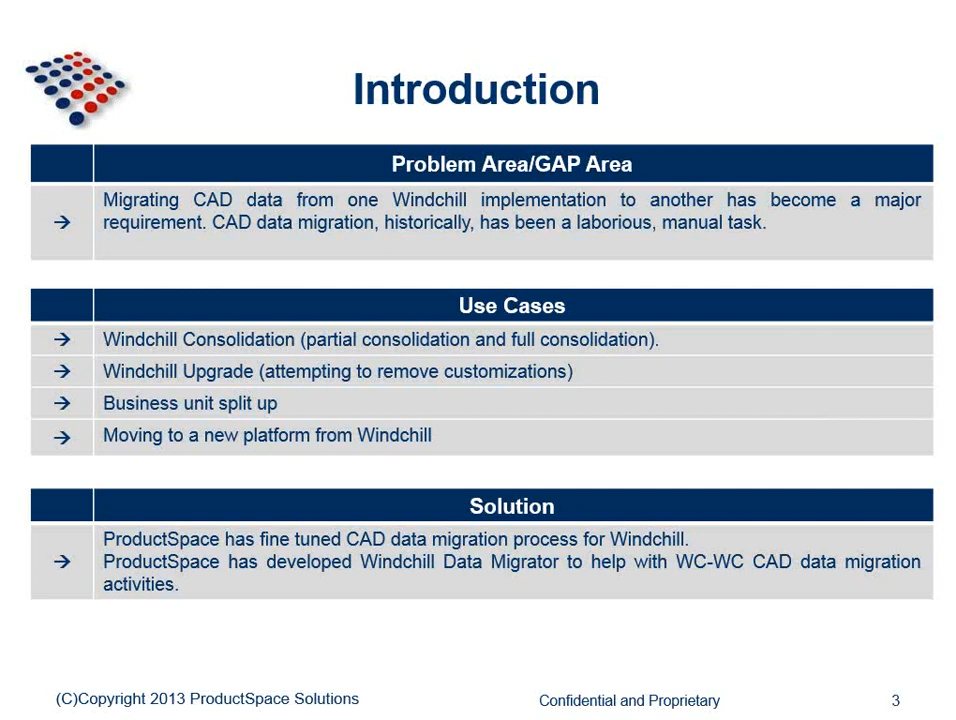 Introduction
Problem Area/GAP Area
→ Migrating CAD data from one Windchill implementation to another has become a major
requirement. CAD data migration, historically, has been a laborious, manual task.
Use Cases
→ Windchill Consolidation (partial consolidation and full consolidation).
→ Windchill Upgrade (attempting to remove customizations)
→ Business unit split up
→ Moving to a new platform from Windchill
Solution
ProductSpace has fine tuned CAD data migration process for Windchill.
→ ProductSpace has developed Windchill Data Migrator to help with WC-WC CAD data migration
activities.
(C)Copyright 2013 ProductSpace Solutions
Confidential and Proprietary
3